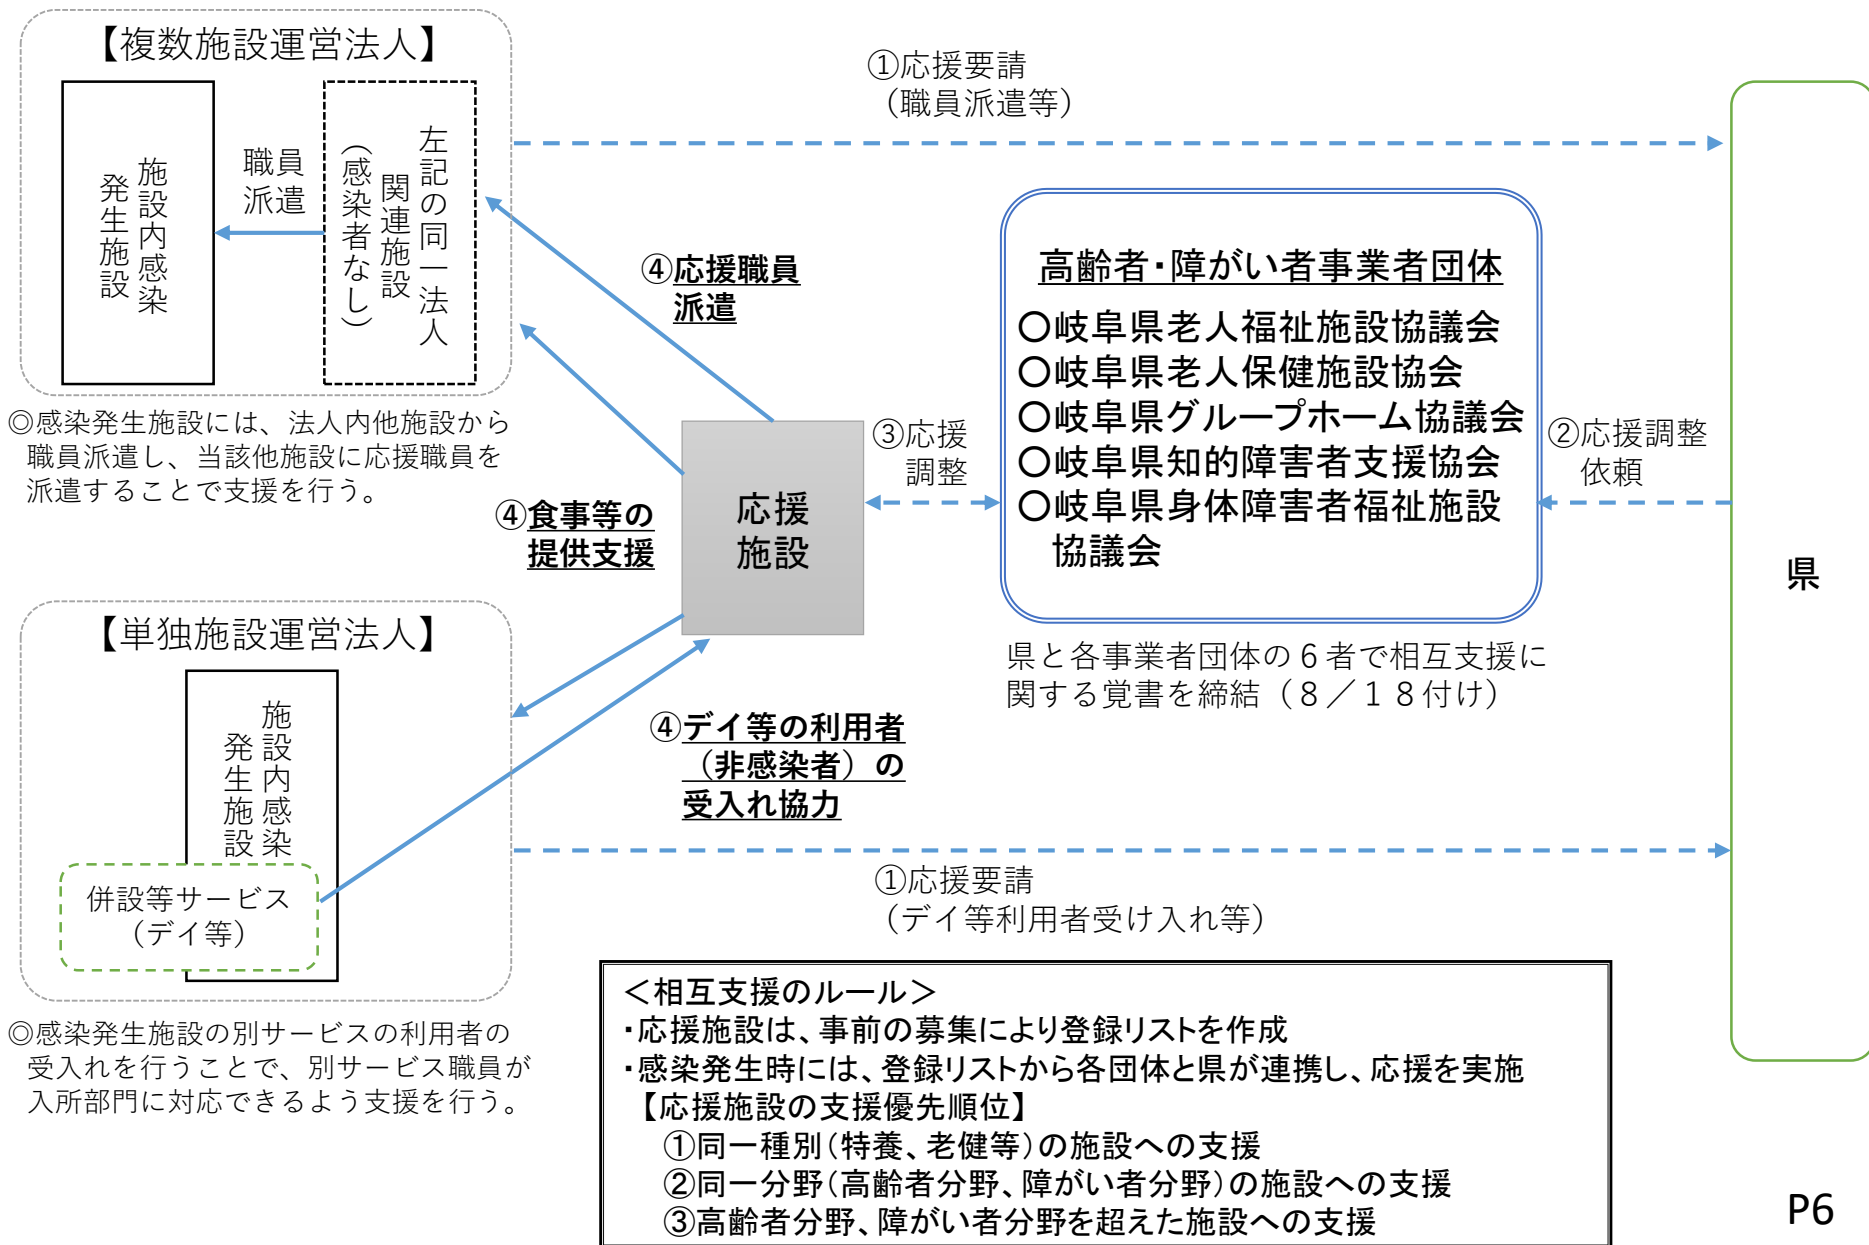 【複数施設運営法人】
施設内感染
発生施設
職員
派遣
左記の同一法人
関連施設
（感染者なし）
◎感染発生施設には、法人内他施設から
職員派遣し、当該他施設に応援職員を
派遣することで支援を行う。
①応援要請
（職員派遣等）
④応援職員
派遣
④食事等の
提供支援
応援
施設
③応援
調整
高齢者・障がい者事業者団体
〇岐阜県老人福祉施設協議会
〇岐阜県老人保健施設協会
〇岐阜県グループホーム協議会
〇岐阜県知的障害者支援協会
〇岐阜県身体障害者福祉施設
協議会
②応援調整
依頼
県
県と各事業者団体の６者で相互支援に
関する覚書を締結（８／１８付け）
【単独施設運営法人】
施設内感染
発生施設
併設等サービス
（デイ等）
④デイ等の利用者
（非感染者）の
受入れ協力
①応援要請
（デイ等利用者受け入れ等）
◎感染発生施設の別サービスの利用者の
受入れを行うことで、別サービス職員が
入所部門に対応できるよう支援を行う。
＜相互支援のルール＞
・応援施設は、事前の募集により登録リストを作成
・感染発生時には、登録リストから各団体と県が連携し、応援を実施
【応援施設の支援優先順位】
①同一種別（特養、老健等）の施設への支援
②同一分野（高齢者分野、障がい者分野）の施設への支援
③高齢者分野、障がい者分野を超えた施設への支援
P6